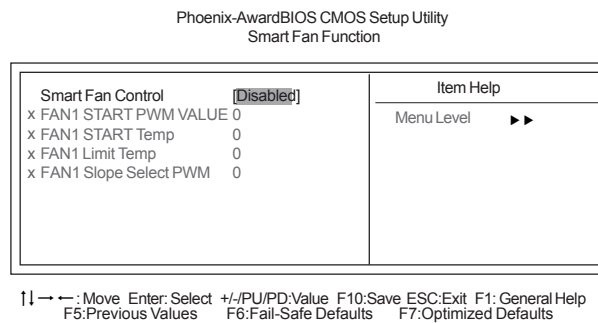 Phoenix-AwardBIOS CMOS Setup Utility
Smart Fan Function
Smart Fan Control [Disabled]
x FAN1 START PWM VALUE 0
x FAN1 START Temp 0
x FAN1 Limit Temp 0
x FAN1 Slope Select PWM 0
Item Help
Menu Level ▶▶
↑↓→←: Move Enter: Select +/-/PU/PD:Value F10:Save ESC:Exit F1: General Help
F5:Previous Values F6:Fail-Safe Defaults F7:Optimized Defaults